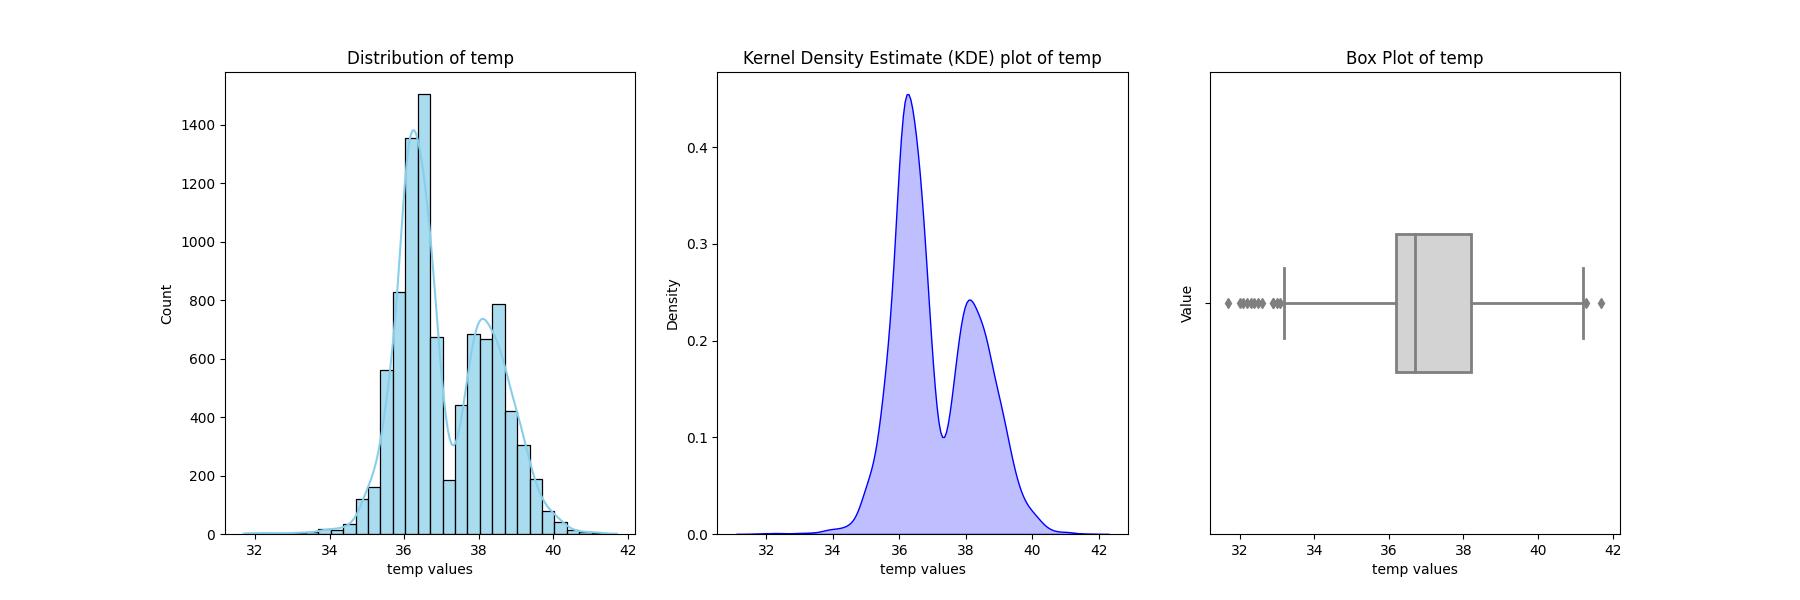 Distribution of temp
Count
1400
1200
1000
800
600
400
200
0
32 34 36 38 40 42
temp values
Kernel Density Estimate (KDE) plot of temp
Density
0.4
0.3
0.2
0.1
0.0
32 34 36 38 40 42
temp values
Box Plot of temp
Value
32 34 36 38 40 42
temp values